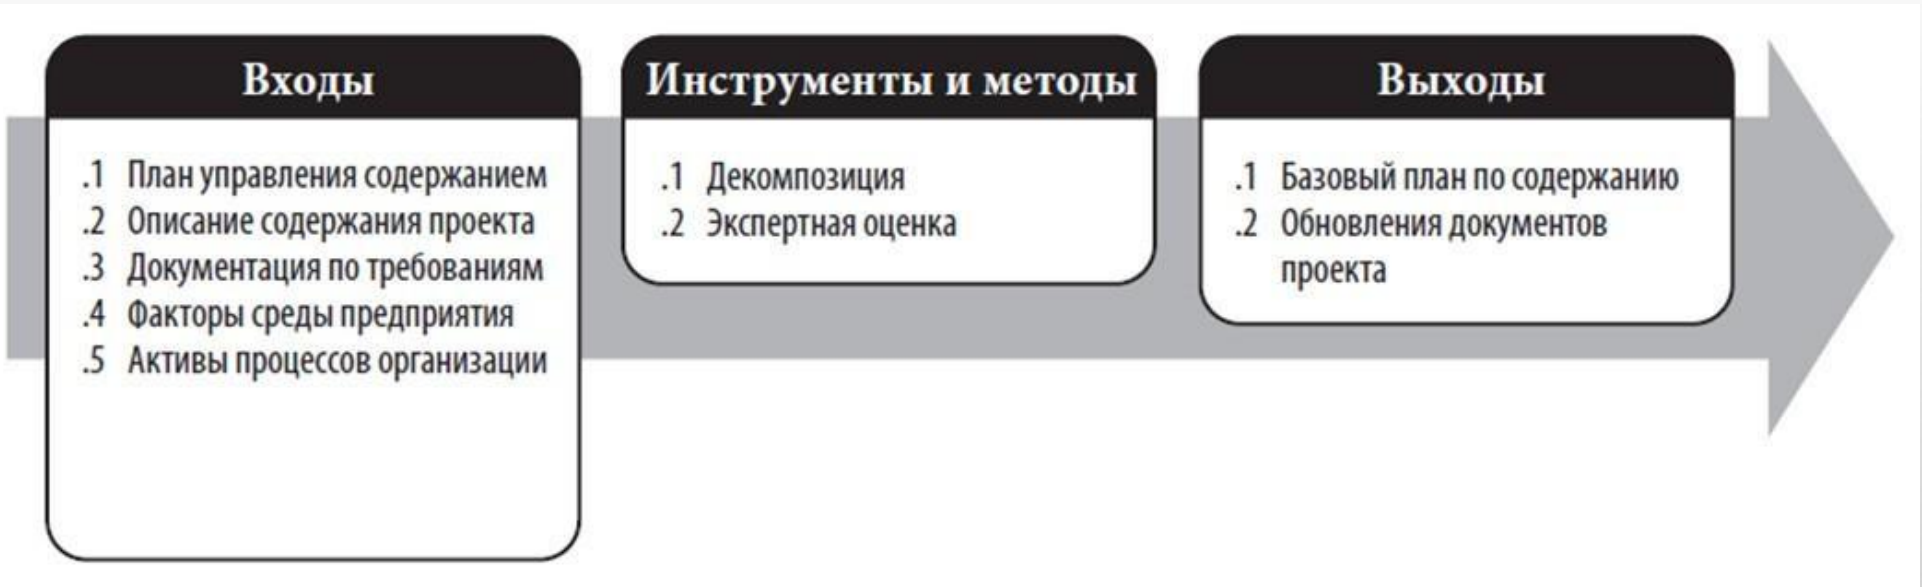 Входы
.1 План управления содержанием
.2 Описание содержания проекта
.3 Документация по требованиям
.4 Факторы среды предприятия
.5 Активы процессов организации
Инструменты и методы
.1 Декомпозиция
.2 Экспертная оценка
Выходы
.1 Базовый план по содержанию
.2 Обновления документов
проекта